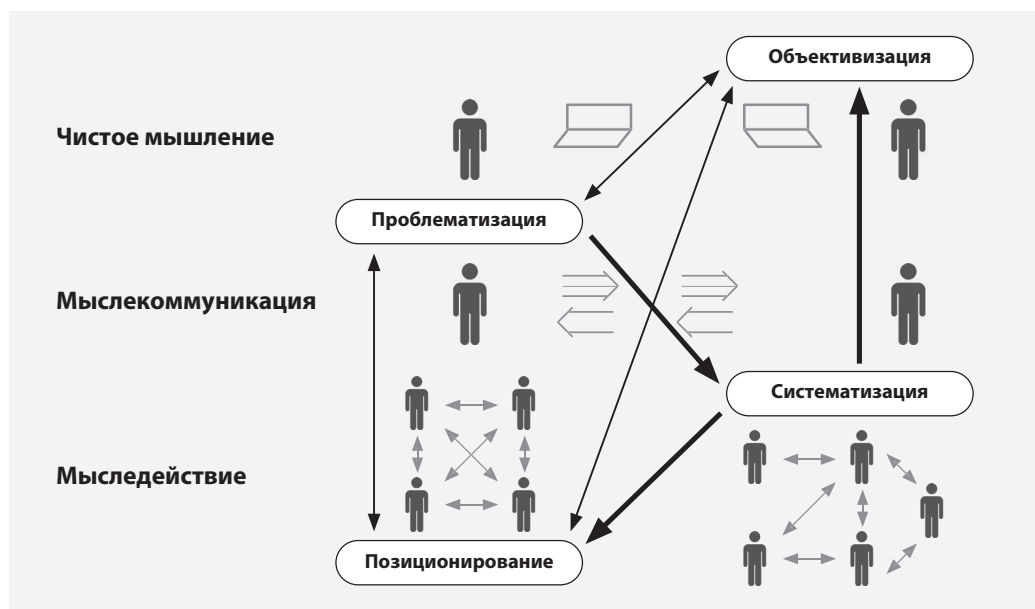 Объективизация
Чистое мышление
Проблематизация
Мыслекоммуникация
Систематизация
Мыследействие
Позиционирование